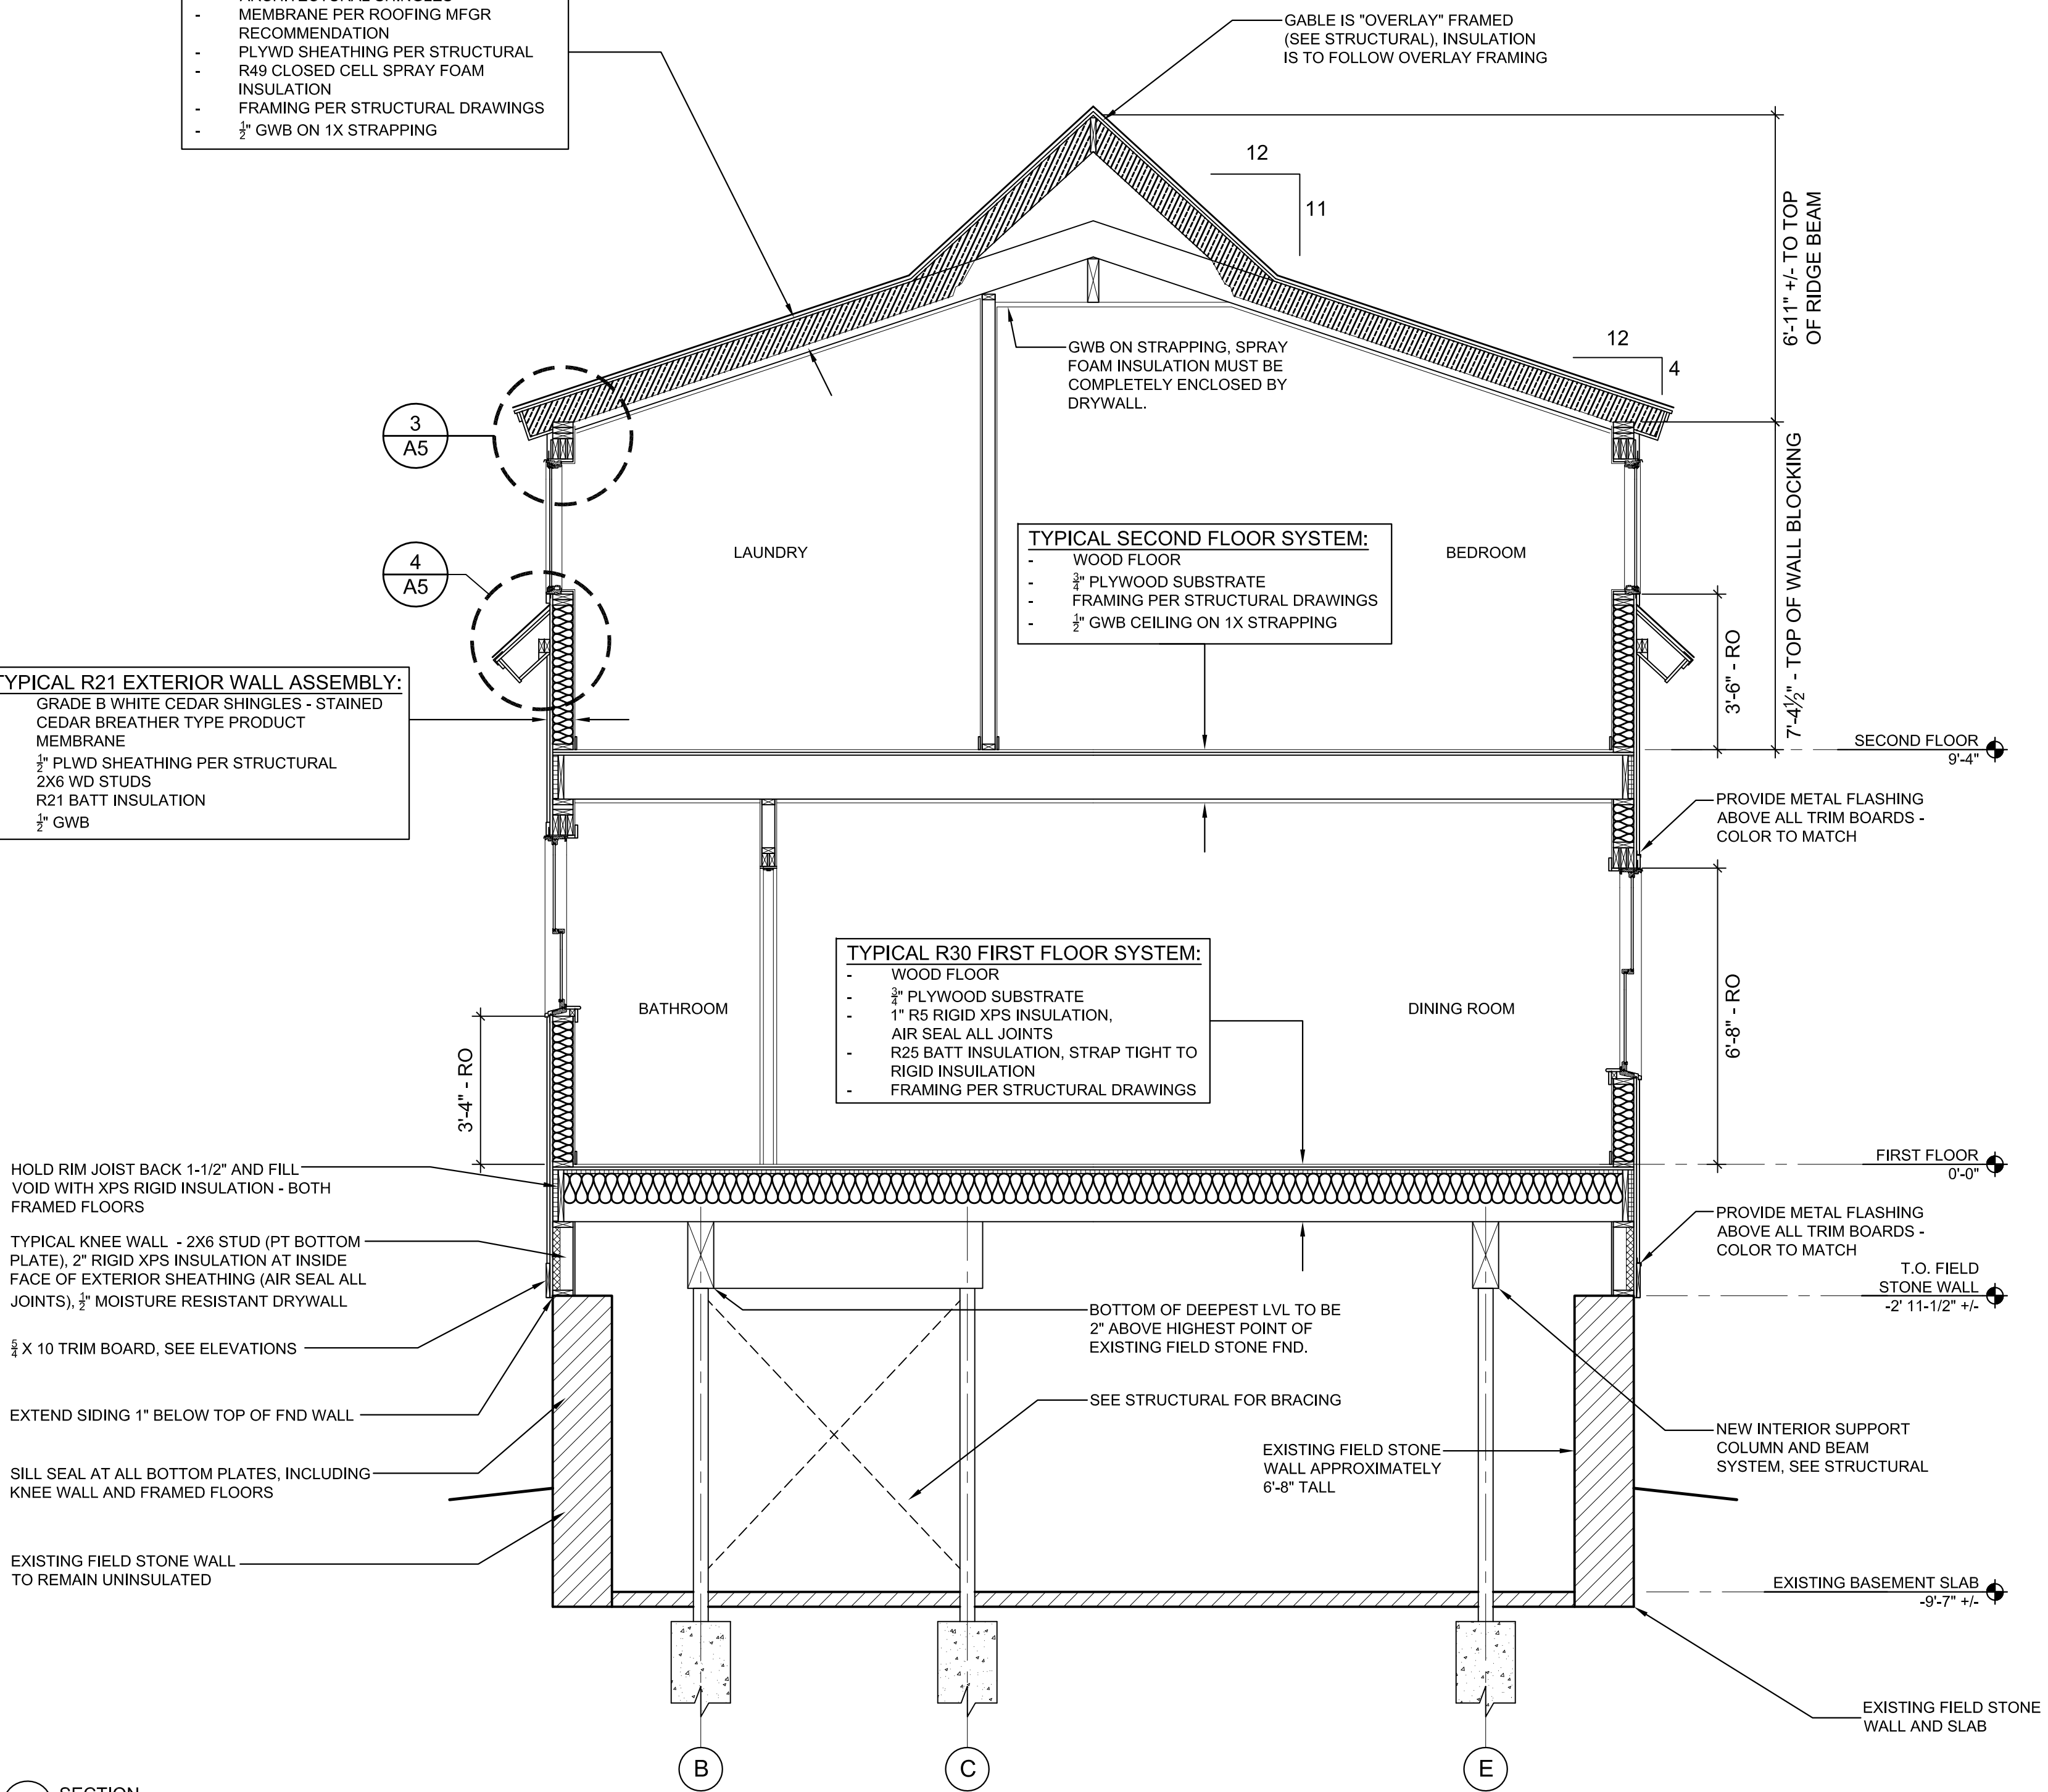 ARCHITECTURAL SHINGLES
- MEMBRANE PER ROOFING MFGR
RECOMMENDATION
- PLYWD SHEATHING PER STRUCTURAL
- R49 CLOSED CELL SPRAY FOAM
INSULATION
- FRAMING PER STRUCTURAL DRAWINGS
- ½" GWB ON 1X STRAPPING
GABLE IS "OVERLAY" FRAMED
(SEE STRUCTURAL), INSULATION
IS TO FOLLOW OVERLAY FRAMING
12
11
6'-11" +/- TO TOP
OF RIDGE BEAM
12
4
GWB ON STRAPPING, SPRAY
FOAM INSULATION MUST BE
COMPLETELY ENCLOSED BY
DRYWALL.
3
A5
4
A5
LAUNDRY
TYPICAL SECOND FLOOR SYSTEM:
- WOOD FLOOR
- ¾" PLYWOOD SUBSTRATE
- FRAMING PER STRUCTURAL DRAWINGS
- ½" GWB CEILING ON 1X STRAPPING
BEDROOM
7'-4½" - TOP OF WALL BLOCKING
3'-6" - RO
TYPICAL R21 EXTERIOR WALL ASSEMBLY:
GRADE B WHITE CEDAR SHINGLES - STAINED
CEDAR BREATHER TYPE PRODUCT
MEMBRANE
½" PLWD SHEATHING PER STRUCTURAL
2X6 WD STUDS
R21 BATT INSULATION
½" GWB
SECOND FLOOR
9'-4"
PROVIDE METAL FLASHING
ABOVE ALL TRIM BOARDS -
COLOR TO MATCH
BATHROOM
TYPICAL R30 FIRST FLOOR SYSTEM:
- WOOD FLOOR
- ¾" PLYWOOD SUBSTRATE
- 1" R5 RIGID XPS INSULATION,
AIR SEAL ALL JOINTS
- R25 BATT INSULATION, STRAP TIGHT TO
RIGID INSUILATION
- FRAMING PER STRUCTURAL DRAWINGS
DINING ROOM
6'-8" - RO
3'-4" - RO
HOLD RIM JOIST BACK 1-1/2" AND FILL
VOID WITH XPS RIGID INSULATION - BOTH
FRAMED FLOORS
FIRST FLOOR
0'-0"
TYPICAL KNEE WALL - 2X6 STUD (PT BOTTOM
PLATE), 2" RIGID XPS INSULATION AT INSIDE
FACE OF EXTERIOR SHEATHING (AIR SEAL ALL
JOINTS), ½" MOISTURE RESISTANT DRYWALL
PROVIDE METAL FLASHING
ABOVE ALL TRIM BOARDS -
COLOR TO MATCH
T.O. FIELD
STONE WALL
-2' 11-1/2" +/-
5/4 X 10 TRIM BOARD, SEE ELEVATIONS
BOTTOM OF DEEPEST LVL TO BE
2" ABOVE HIGHEST POINT OF
EXISTING FIELD STONE FND.
EXTEND SIDING 1" BELOW TOP OF FND WALL
SEE STRUCTURAL FOR BRACING
SILL SEAL AT ALL BOTTOM PLATES, INCLUDING
KNEE WALL AND FRAMED FLOORS
EXISTING FIELD STONE
WALL APPROXIMATELY
6'-8" TALL
NEW INTERIOR SUPPORT
COLUMN AND BEAM
SYSTEM, SEE STRUCTURAL
EXISTING FIELD STONE WALL
TO REMAIN UNINSULATED
EXISTING BASEMENT SLAB
-9'-7" +/-
EXISTING FIELD STONE
WALL AND SLAB
B
C
E
SECTION